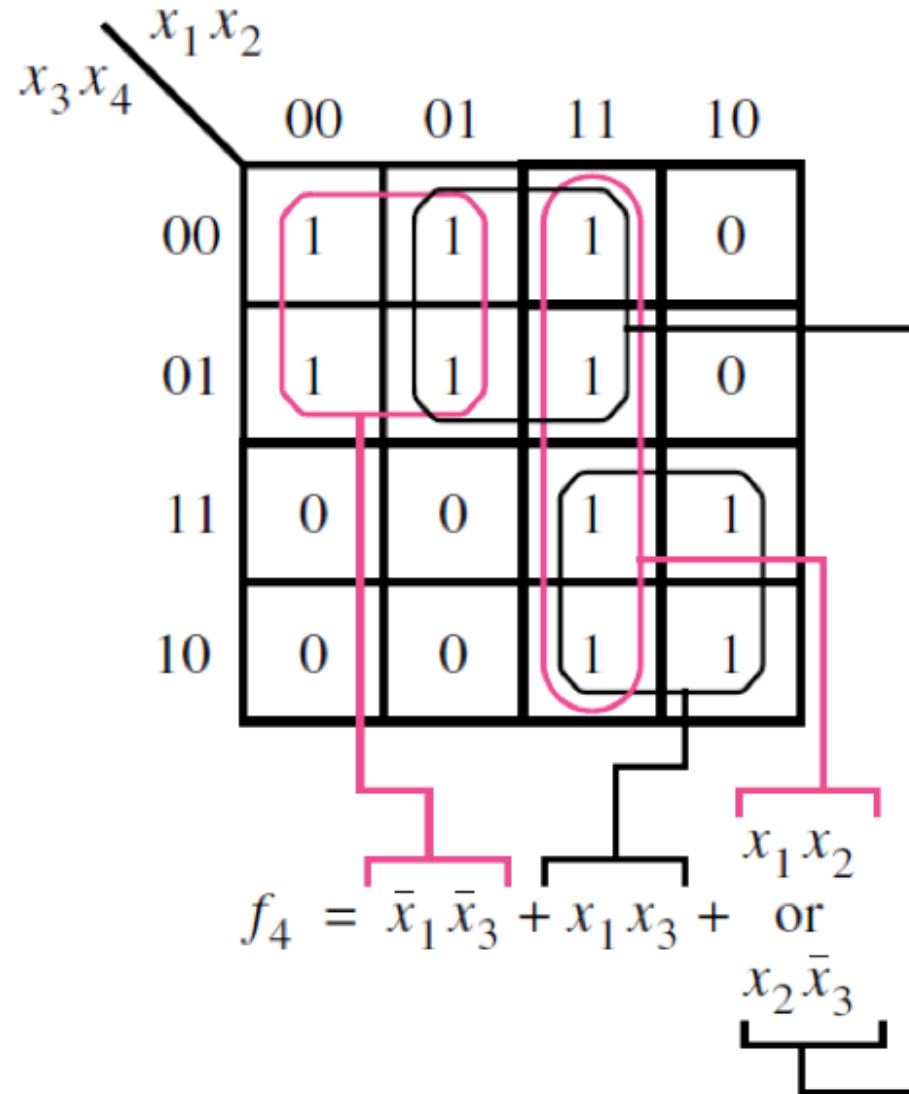 x₁x₂
x₃x₄
00 01 11 10
00 1 1 1 0
01 1 1 1 0
11 0 0 1 1
10 0 0 1 1
x₁x₂
f₄ = x̄₁x̄₃ + x₁x₃ + or
x₂x̄₃